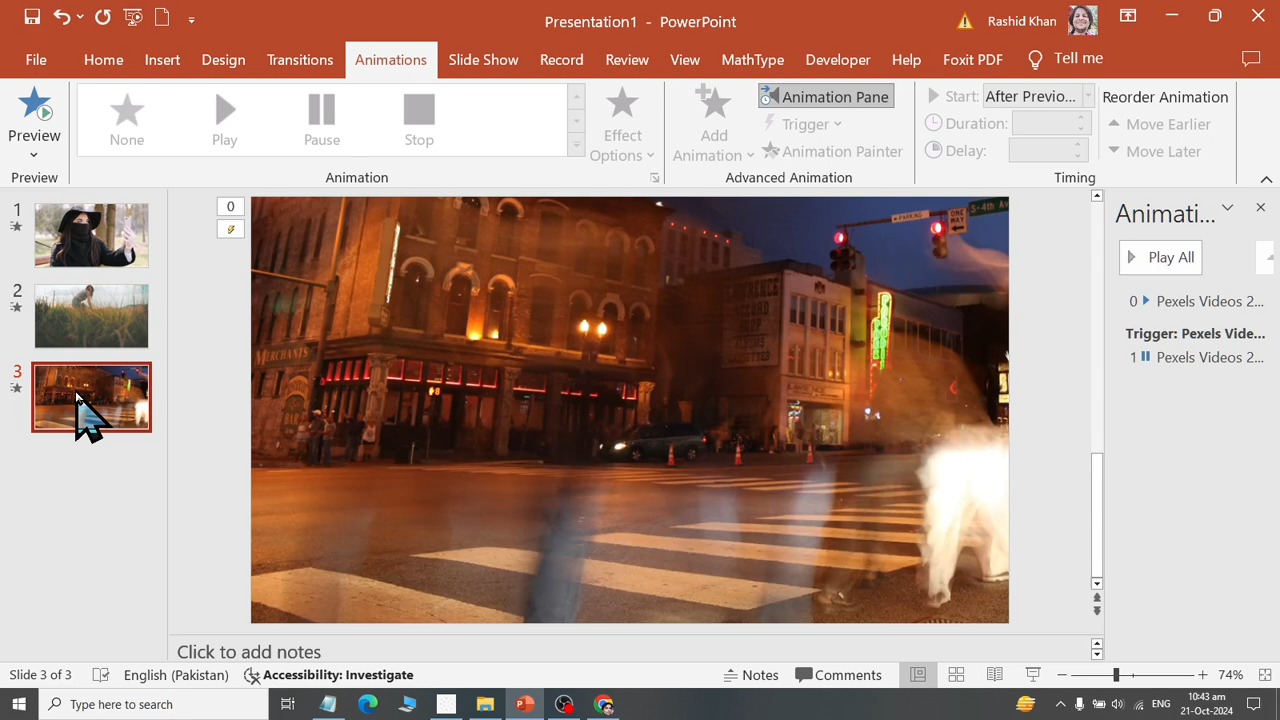 Presentation1 - PowerPoint
Rashid Khan
File
Home
Insert
Design
Transitions
Animations
Slide Show
Record
Review
View
MathType
Developer
Help
Foxit PDF
Tell me
Preview
Preview
None
Play
Pause
Stop
Animation
Effect
Options
Add
Animation
Animation Pane
Trigger
Animation Painter
Advanced Animation
Start: After Previo...
Duration:
Delay:
Timing
Reorder Animation
Move Earlier
Move Later
1
2
3
0
PARKING
ONE
WAY
S-4th Av
MERCHANTS
Animati...
Play All
0 Pexels Videos 2...
Trigger: Pexels Vide...
1 Pexels Videos 2...
Click to add notes
Slide 3 of 3
English (Pakistan)
Accessibility: Investigate
Notes
Comments
74%
Type here to search
ENG
10:43 am
21-Oct-2024